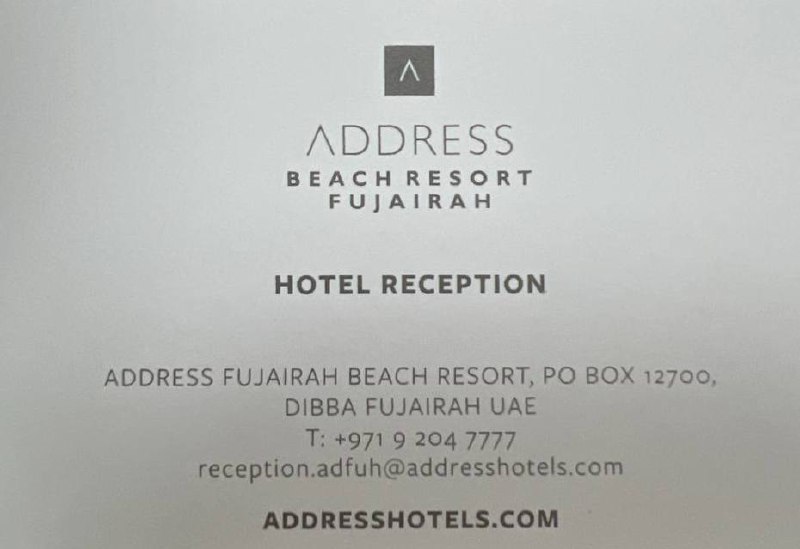 ADDRESS
BEACH RESORT
FUJAIRAH
HOTEL RECEPTION
ADDRESS FUJAIRAH BEACH RESORT, PO BOX 12700,
DIBBA FUJAIRAH UAE
T: +971 9 204 7777
reception.adfuh@addresshotels.com
ADDRESSHOTELS.COM